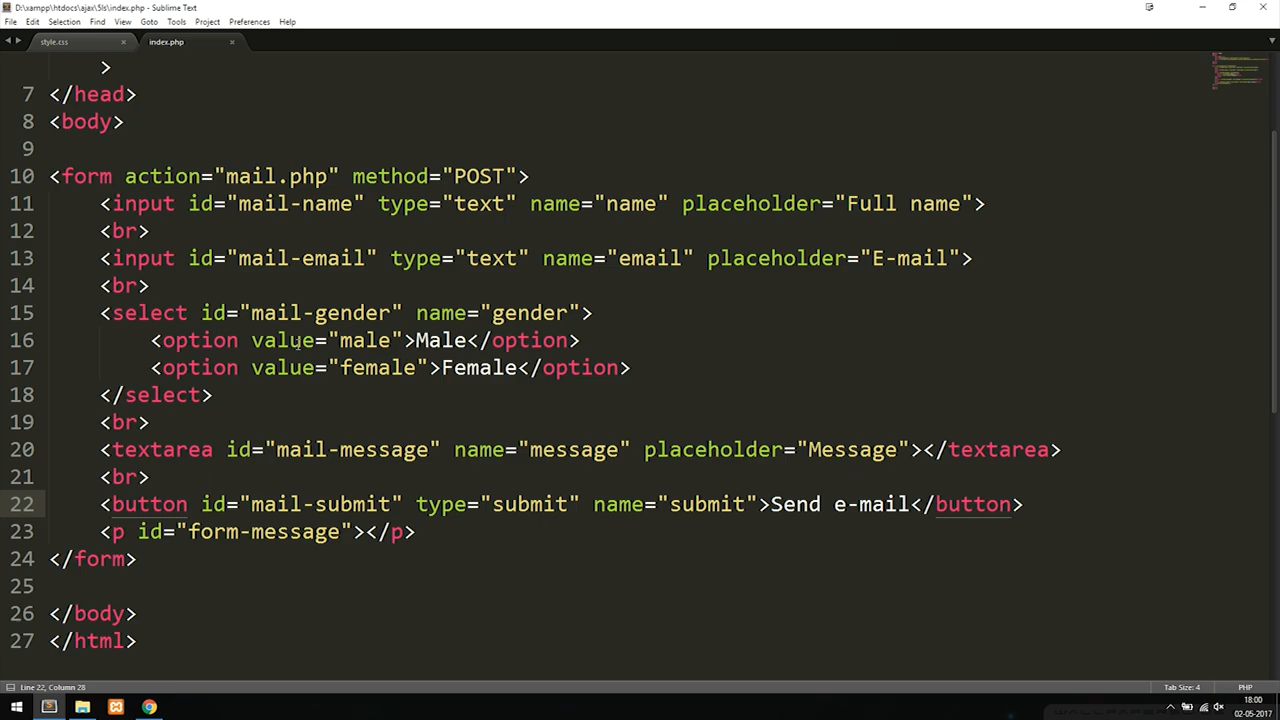 D:\xampp\htdocs\ajax\5ls\index.php - Sublime Text
File Edit Selection Find View Goto Tools Project Preferences Help
style.css × index.php ×
>
7 </head>
8 <body>
9
10 <form action="mail.php" method="POST">
11 <input id="mail-name" type="text" name="name" placeholder="Full name">
12 <br>
13 <input id="mail-email" type="text" name="email" placeholder="E-mail">
14 <br>
15 <select id="mail-gender" name="gender">
16 <option value="male">Male</option>
17 <option value="female">Female</option>
18 </select>
19 <br>
20 <textarea id="mail-message" name="message" placeholder="Message"></textarea>
21 <br>
22 <button id="mail-submit" type="submit" name="submit">Send e-mail</button>
23 <p id="form-message"></p>
24 </form>
25
26 </body>
27 </html>
Line 22, Column 28 Tab Size: 4 PHP
18:00
02-05-2017